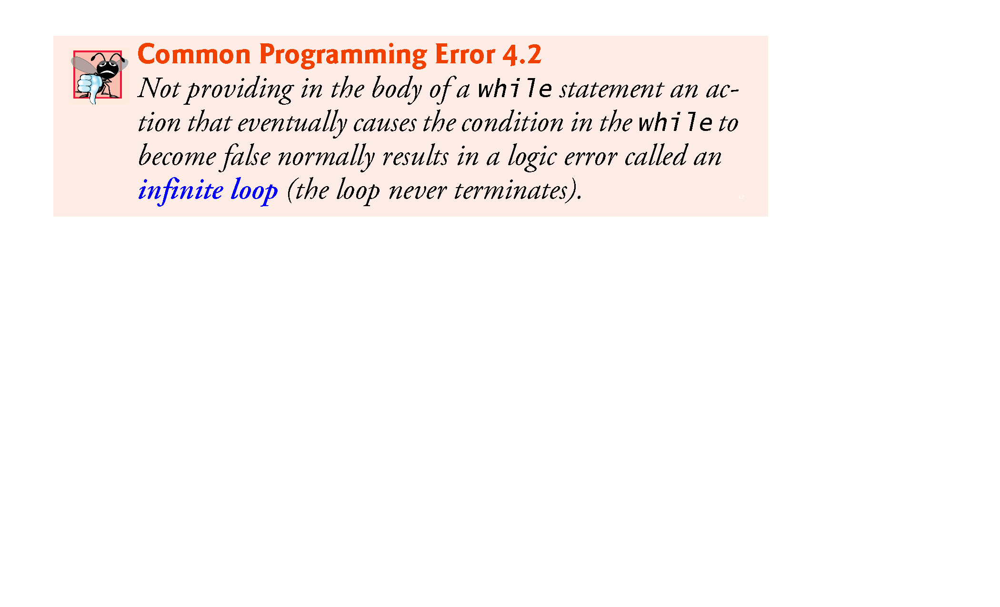 Common Programming Error 4.2
Not providing in the body of a while statement an ac-
tion that eventually causes the condition in the while to
become false normally results in a logic error called an
infinite loop (the loop never terminates).